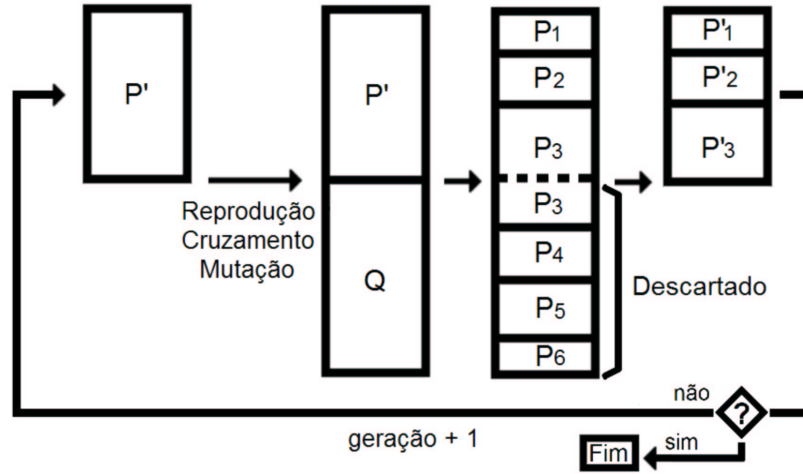 P'
Reprodução
Cruzamento
Mutação
P'
Q
P1
P2
P3
P3
P4
P5
P6
P'1
P'2
P'3
Descartado
não
?
sim
Fim
geração + 1